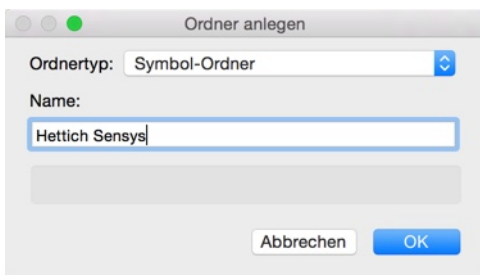 Ordner anlegen
Ordnertyp: Symbol-Ordner
Name:
Hettich Sensys
Abbrechen OK